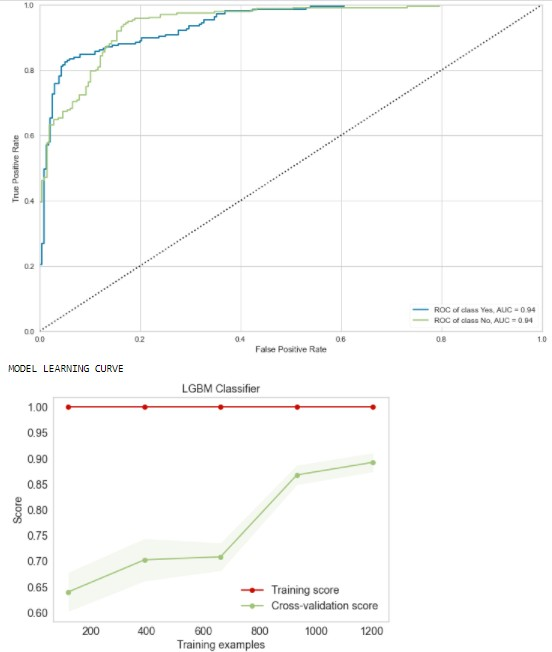 1.0
0.8
0.6
0.4
0.2
0.0
True Positive Rate
ROC of class Yes, AUC = 0.94
ROC of class No, AUC = 0.94
0.0 0.2 0.4 0.6 0.8 1.0
False Positive Rate
MODEL LEARNING CURVE
LGBM Classifier
1.00
0.95
0.90
0.85
0.80
0.75
0.70
0.65
0.60
Score
Training score
Cross-validation score
200 400 600 800 1000 1200
Training examples